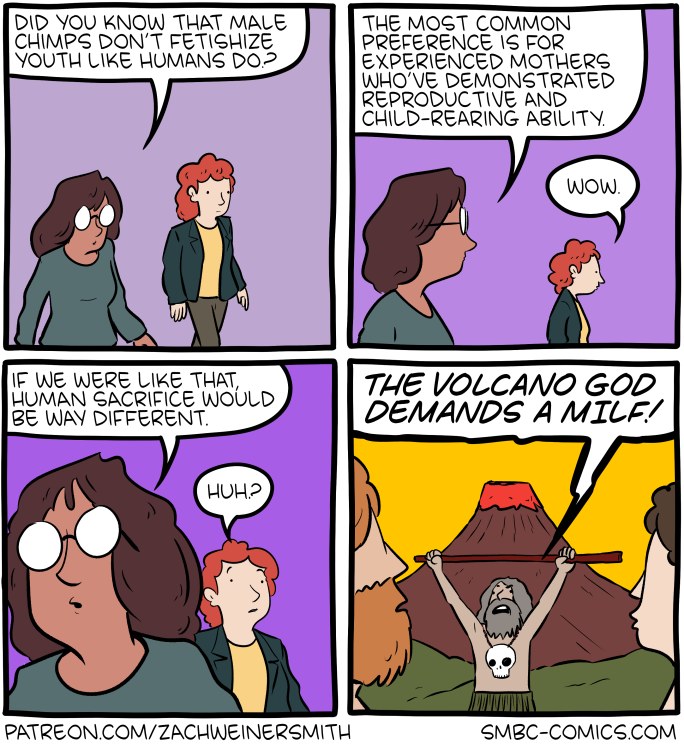 DID YOU KNOW THAT MALE
CHIMPS DON'T FETISHIZE
YOUTH LIKE HUMANS DO?
THE MOST COMMON
PREFERENCE IS FOR
EXPERIENCED MOTHERS
WHO'VE DEMONSTRATED
REPRODUCTIVE AND
CHILD-REARING ABILITY.
WOW.
IF WE WERE LIKE THAT,
HUMAN SACRIFICE WOULD
BE WAY DIFFERENT.
HUH?
THE VOLCANO GOD
DEMANDS A MILF!
PATREON.COM/ZACHWEINERSMITH
SMBC-COMICS.COM